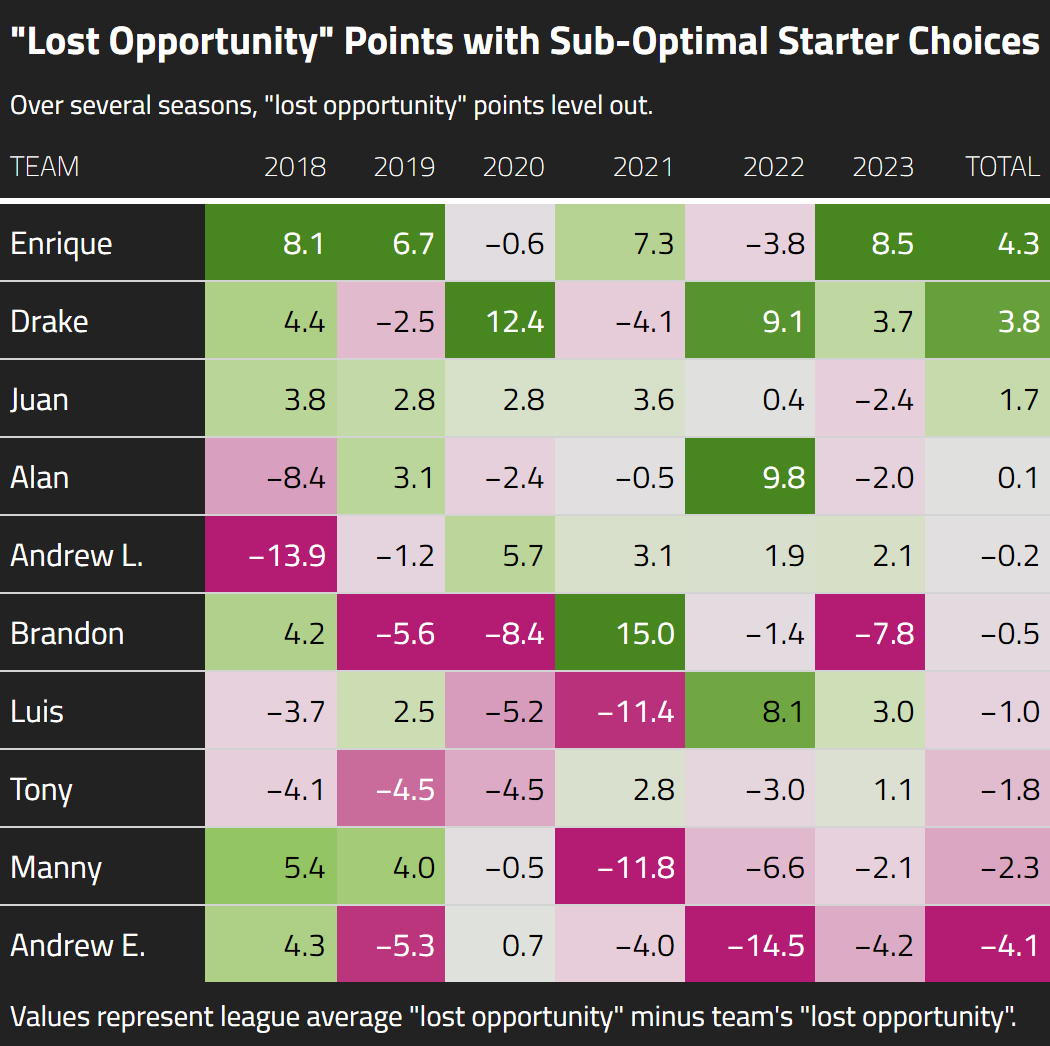 "Lost Opportunity" Points with Sub-Optimal Starter Choices
Over several seasons, "lost opportunity" points level out.
TEAM 2018 2019 2020 2021 2022 2023 TOTAL
Enrique 8.1 6.7 −0.6 7.3 −3.8 8.5 4.3
Drake 4.4 −2.5 12.4 −4.1 9.1 3.7 3.8
Juan 3.8 2.8 2.8 3.6 0.4 −2.4 1.7
Alan −8.4 3.1 −2.4 −0.5 9.8 −2.0 0.1
Andrew L. −13.9 −1.2 5.7 3.1 1.9 2.1 −0.2
Brandon 4.2 −5.6 −8.4 15.0 −1.4 −7.8 −0.5
Luis −3.7 2.5 −5.2 −11.4 8.1 3.0 −1.0
Tony −4.1 −4.5 −4.5 2.8 −3.0 1.1 −1.8
Manny 5.4 4.0 −0.5 −11.8 −6.6 −2.1 −2.3
Andrew E. 4.3 −5.3 0.7 −4.0 −14.5 −4.2 −4.1
Values represent league average "lost opportunity" minus team's "lost opportunity".